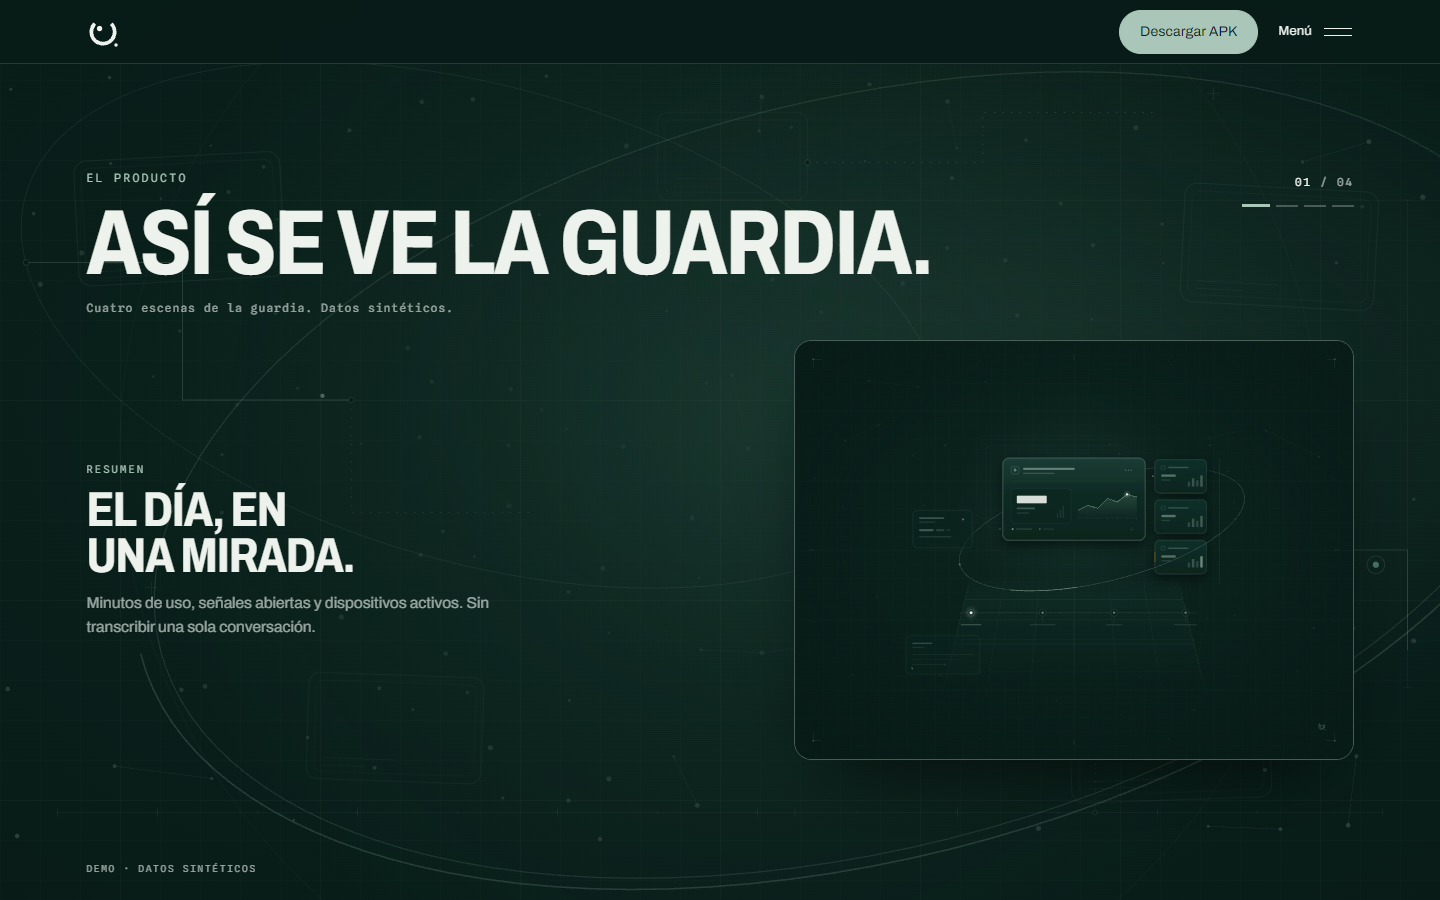 Descargar APK
Menú
EL PRODUCTO
01 / 04
ASÍ SE VE LA GUARDIA.
Cuatro escenas de la guardia. Datos sintéticos.
RESUMEN
EL DÍA, EN
UNA MIRADA.
Minutos de uso, señales abiertas y dispositivos activos. Sin
transcribir una sola conversación.
DEMO · DATOS SINTÉTICOS